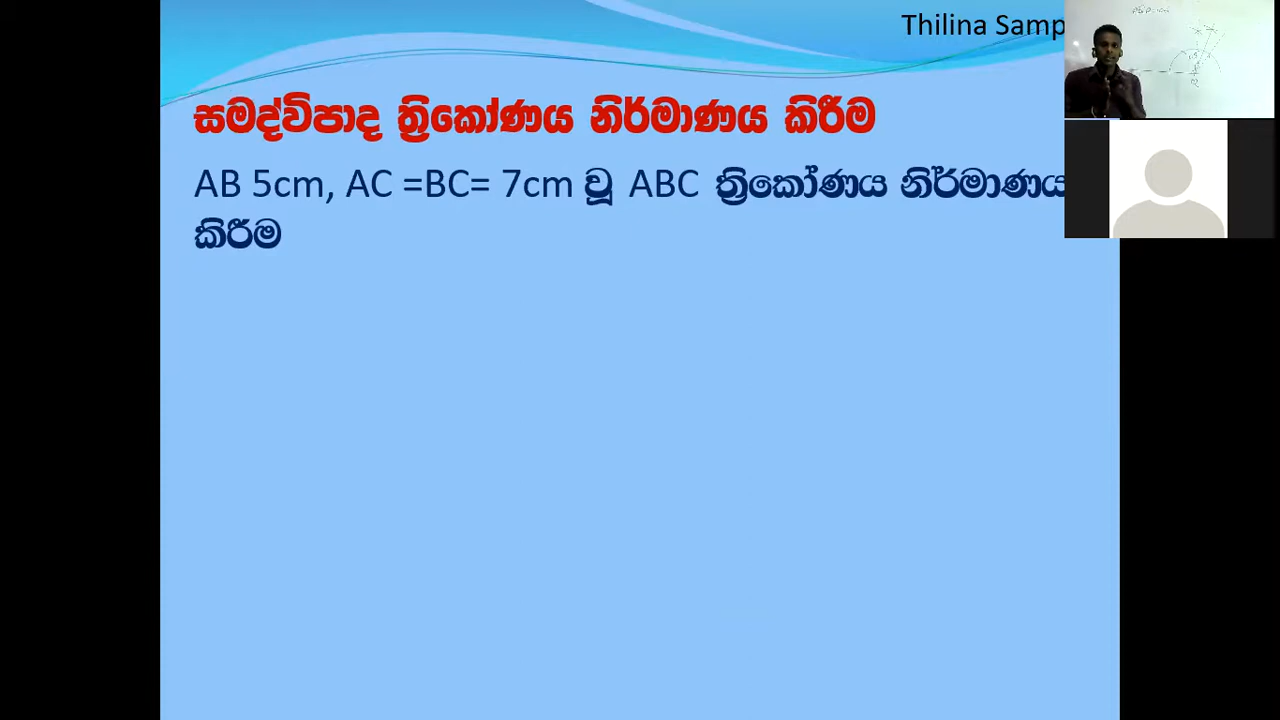 Thilina Samp
සමද්විපාද ත්‍රිකෝණය නිර්මාණය කිරීම
AB 5cm, AC =BC= 7cm වූ ABC ත්‍රිකෝණය නිර්මාණය
කිරීම